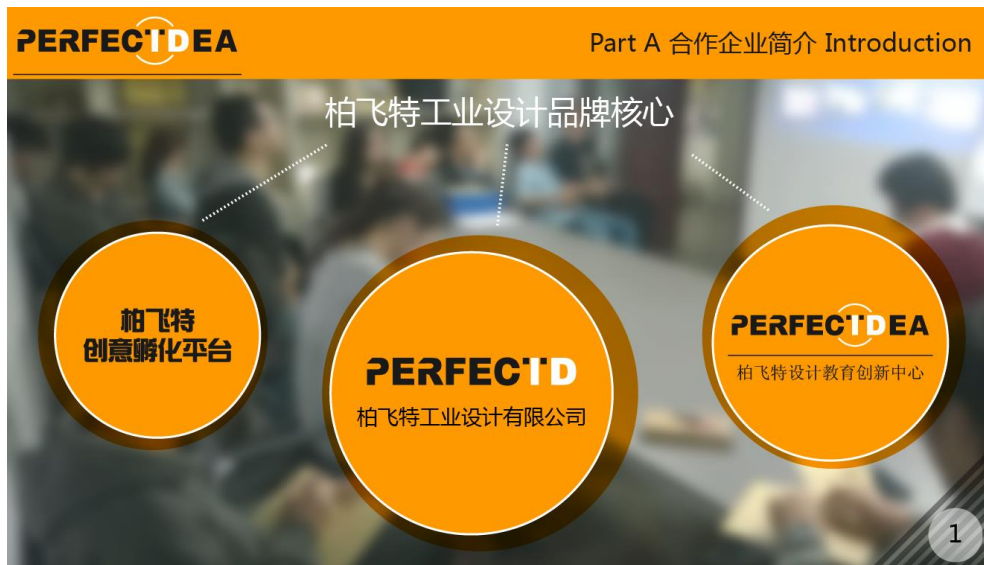 PERFECTDEA
Part A 合作企业简介 Introduction
柏飞特工业设计品牌核心
柏飞特
创意孵化平台
PERFECTD
柏飞特工业设计有限公司
PERFECTDEA
柏飞特设计教育创新中心
1